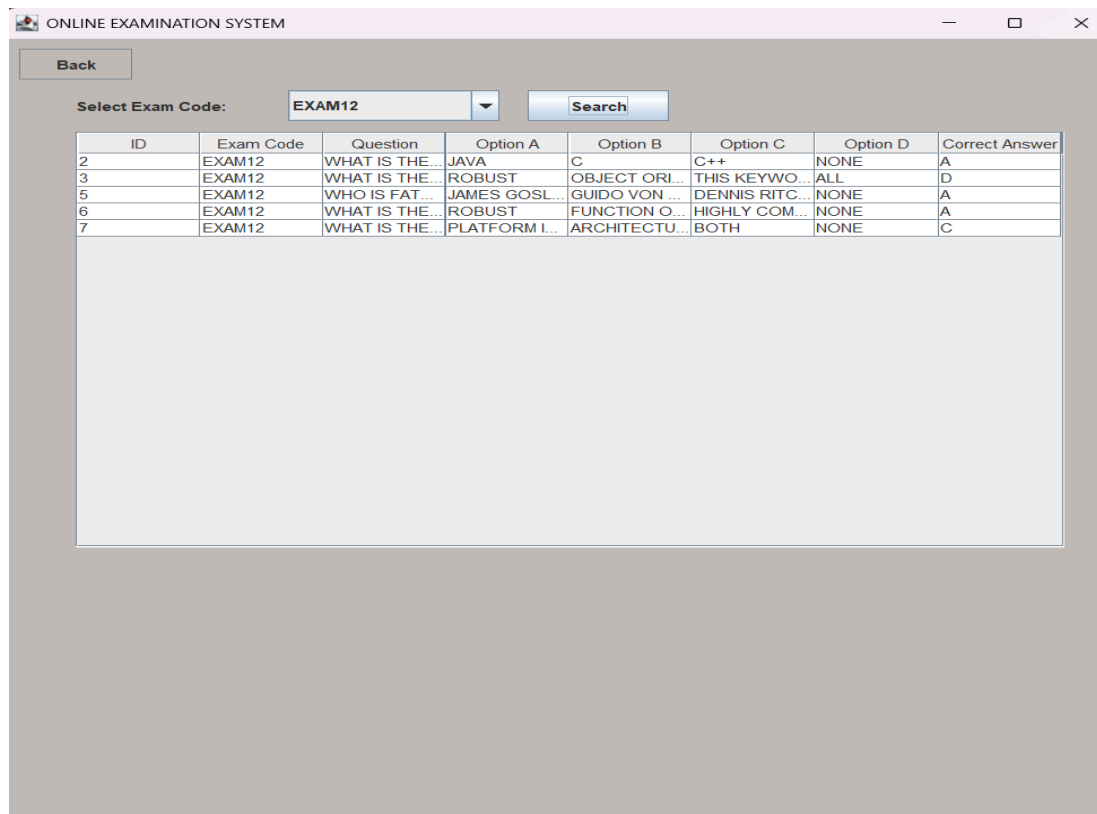 ONLINE EXAMINATION SYSTEM
Back
Select Exam Code: EXAM12 Search
ID Exam Code Question Option A Option B Option C Option D Correct Answer
2 EXAM12 WHAT IS THE... JAVA C C++ NONE A
3 EXAM12 WHAT IS THE... ROBUST OBJECT ORI... THIS KEYWO... ALL D
5 EXAM12 WHO IS FAT... JAMES GOSL... GUIDO VON ... DENNIS RITC... NONE A
6 EXAM12 WHAT IS THE... ROBUST FUNCTION O... HIGHLY COM... NONE A
7 EXAM12 WHAT IS THE... PLATFORM I... ARCHITECTU... BOTH NONE C